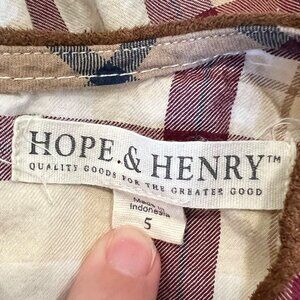 HOPE & HENRY™
QUALITY GOODS FOR THE GREATER GOOD
Made in
Indonesia
5